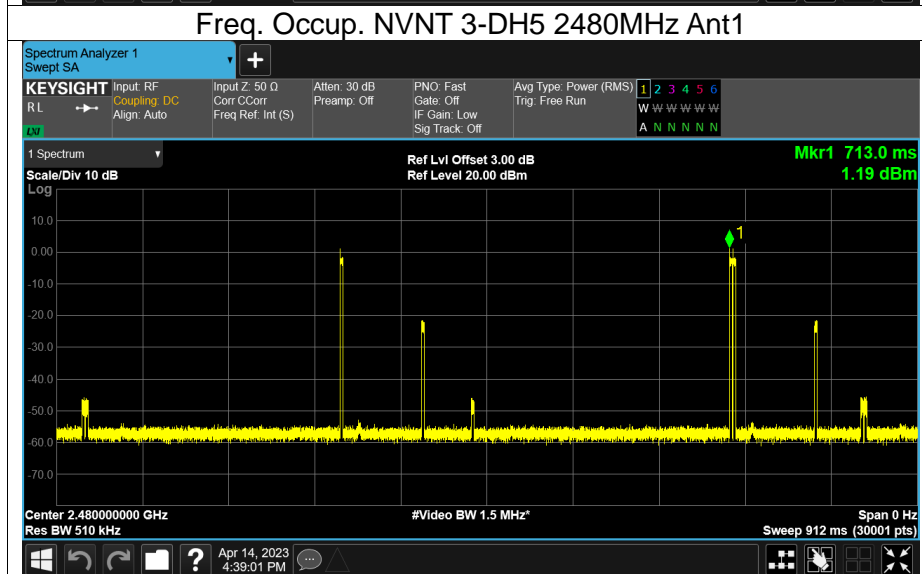 Freq. Occup. NVNT 3-DH5 2480MHz Ant1
Spectrum Analyzer 1
Swept SA
+
KEYSIGHT Input: RF Input Z: 50 Ω Atten: 30 dB PNO: Fast Avg Type: Power (RMS) 1 2 3 4 5 6
R L Coupling: DC Corr CCorr Preamp: Off Gate: Off Trig: Free Run W W W W W W
Align: Auto Freq Ref: Int (S) IF Gain: Low
LXI Sig Track: Off A N N N N N
1 Spectrum Ref Lvl Offset 3.00 dB Mkr1 713.0 ms
Scale/Div 10 dB Ref Level 20.00 dBm 1.19 dBm
Log
10.0
1
0.00
-10.0
-20.0
-30.0
-40.0
-50.0
-60.0
-70.0
Center 2.480000000 GHz #Video BW 1.5 MHz* Span 0 Hz
Res BW 510 kHz Sweep 912 ms (30001 pts)
? Apr 14, 2023
4:39:01 PM